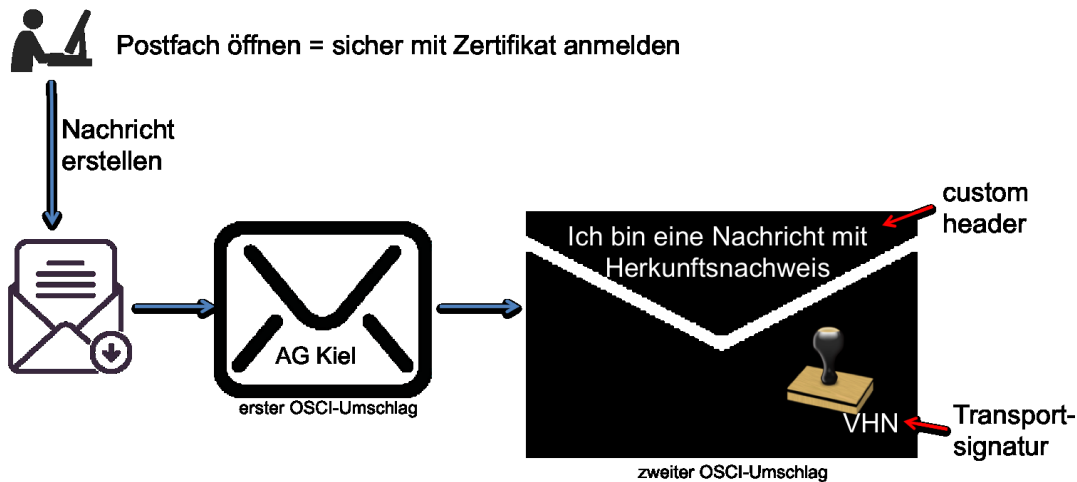 Postfach öffnen = sicher mit Zertifikat anmelden
Nachricht
erstellen
custom
header
Ich bin eine Nachricht mit
Herkunftsnachweis
AG Kiel
erster OSCI-Umschlag
VHN
Transport-
signatur
zweiter OSCI-Umschlag